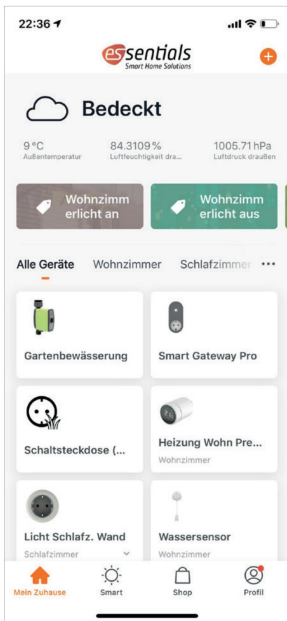 22:36
essentials
Smart Home Solutions
Bedeckt
9 °C
84.3109 %
1005.71 hPa
Außentemperatur
Luftfeuchtigkeit dra...
Luftdruck draußen
Wohnzimm
erlicht an
Wohnzimm
erlicht aus
Alle Geräte
Wohnzimmer
Schlafzimmer
Gartenbewässerung
Smart Gateway Pro
Schaltsteckdose (...
Heizung Wohn Pre...
Wohnzimmer
Licht Schlafz. Wand
Schlafzimmer
Wassersensor
Wohnzimmer
Mein Zuhause
Smart
Shop
Profil